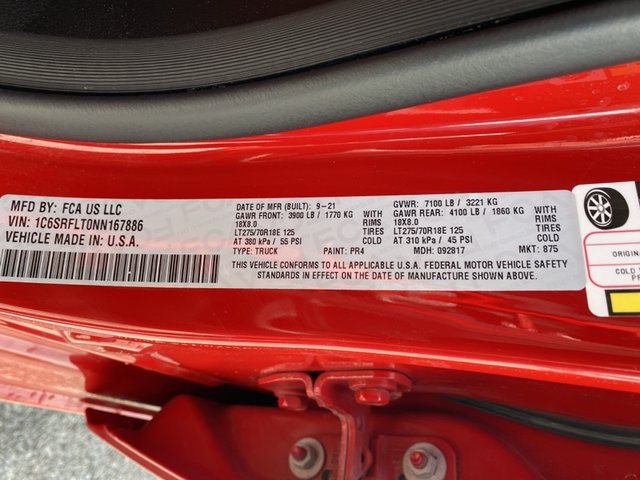 MFD BY: FCA US LLC
VIN: 1C6SRFLT0NN167886
VEHICLE MADE IN: U.S.A.
DATE OF MFR (BUILT): 9-21
GAWR FRONT: 3900 LB / 1770 KG WITH
18X8.0 RIMS
LT275/70R18E 125 TIRES
AT 380 kPa / 55 PSI COLD
TYPE: TRUCK PAINT: PR4
GVWR: 7100 LB / 3221 KG
GAWR REAR: 4100 LB / 1860 KG WITH
18X8.0 RIMS
LT275/70R18E 125 TIRES
AT 310 kPa / 45 PSI COLD
MDH: 092817 MKT: 875
THIS VEHICLE CONFORMS TO ALL APPLICABLE U.S.A. FEDERAL MOTOR VEHICLE SAFETY
STANDARDS IN EFFECT ON THE DATE OF MANUFACTURE SHOWN ABOVE.
ORIGIN
COLD